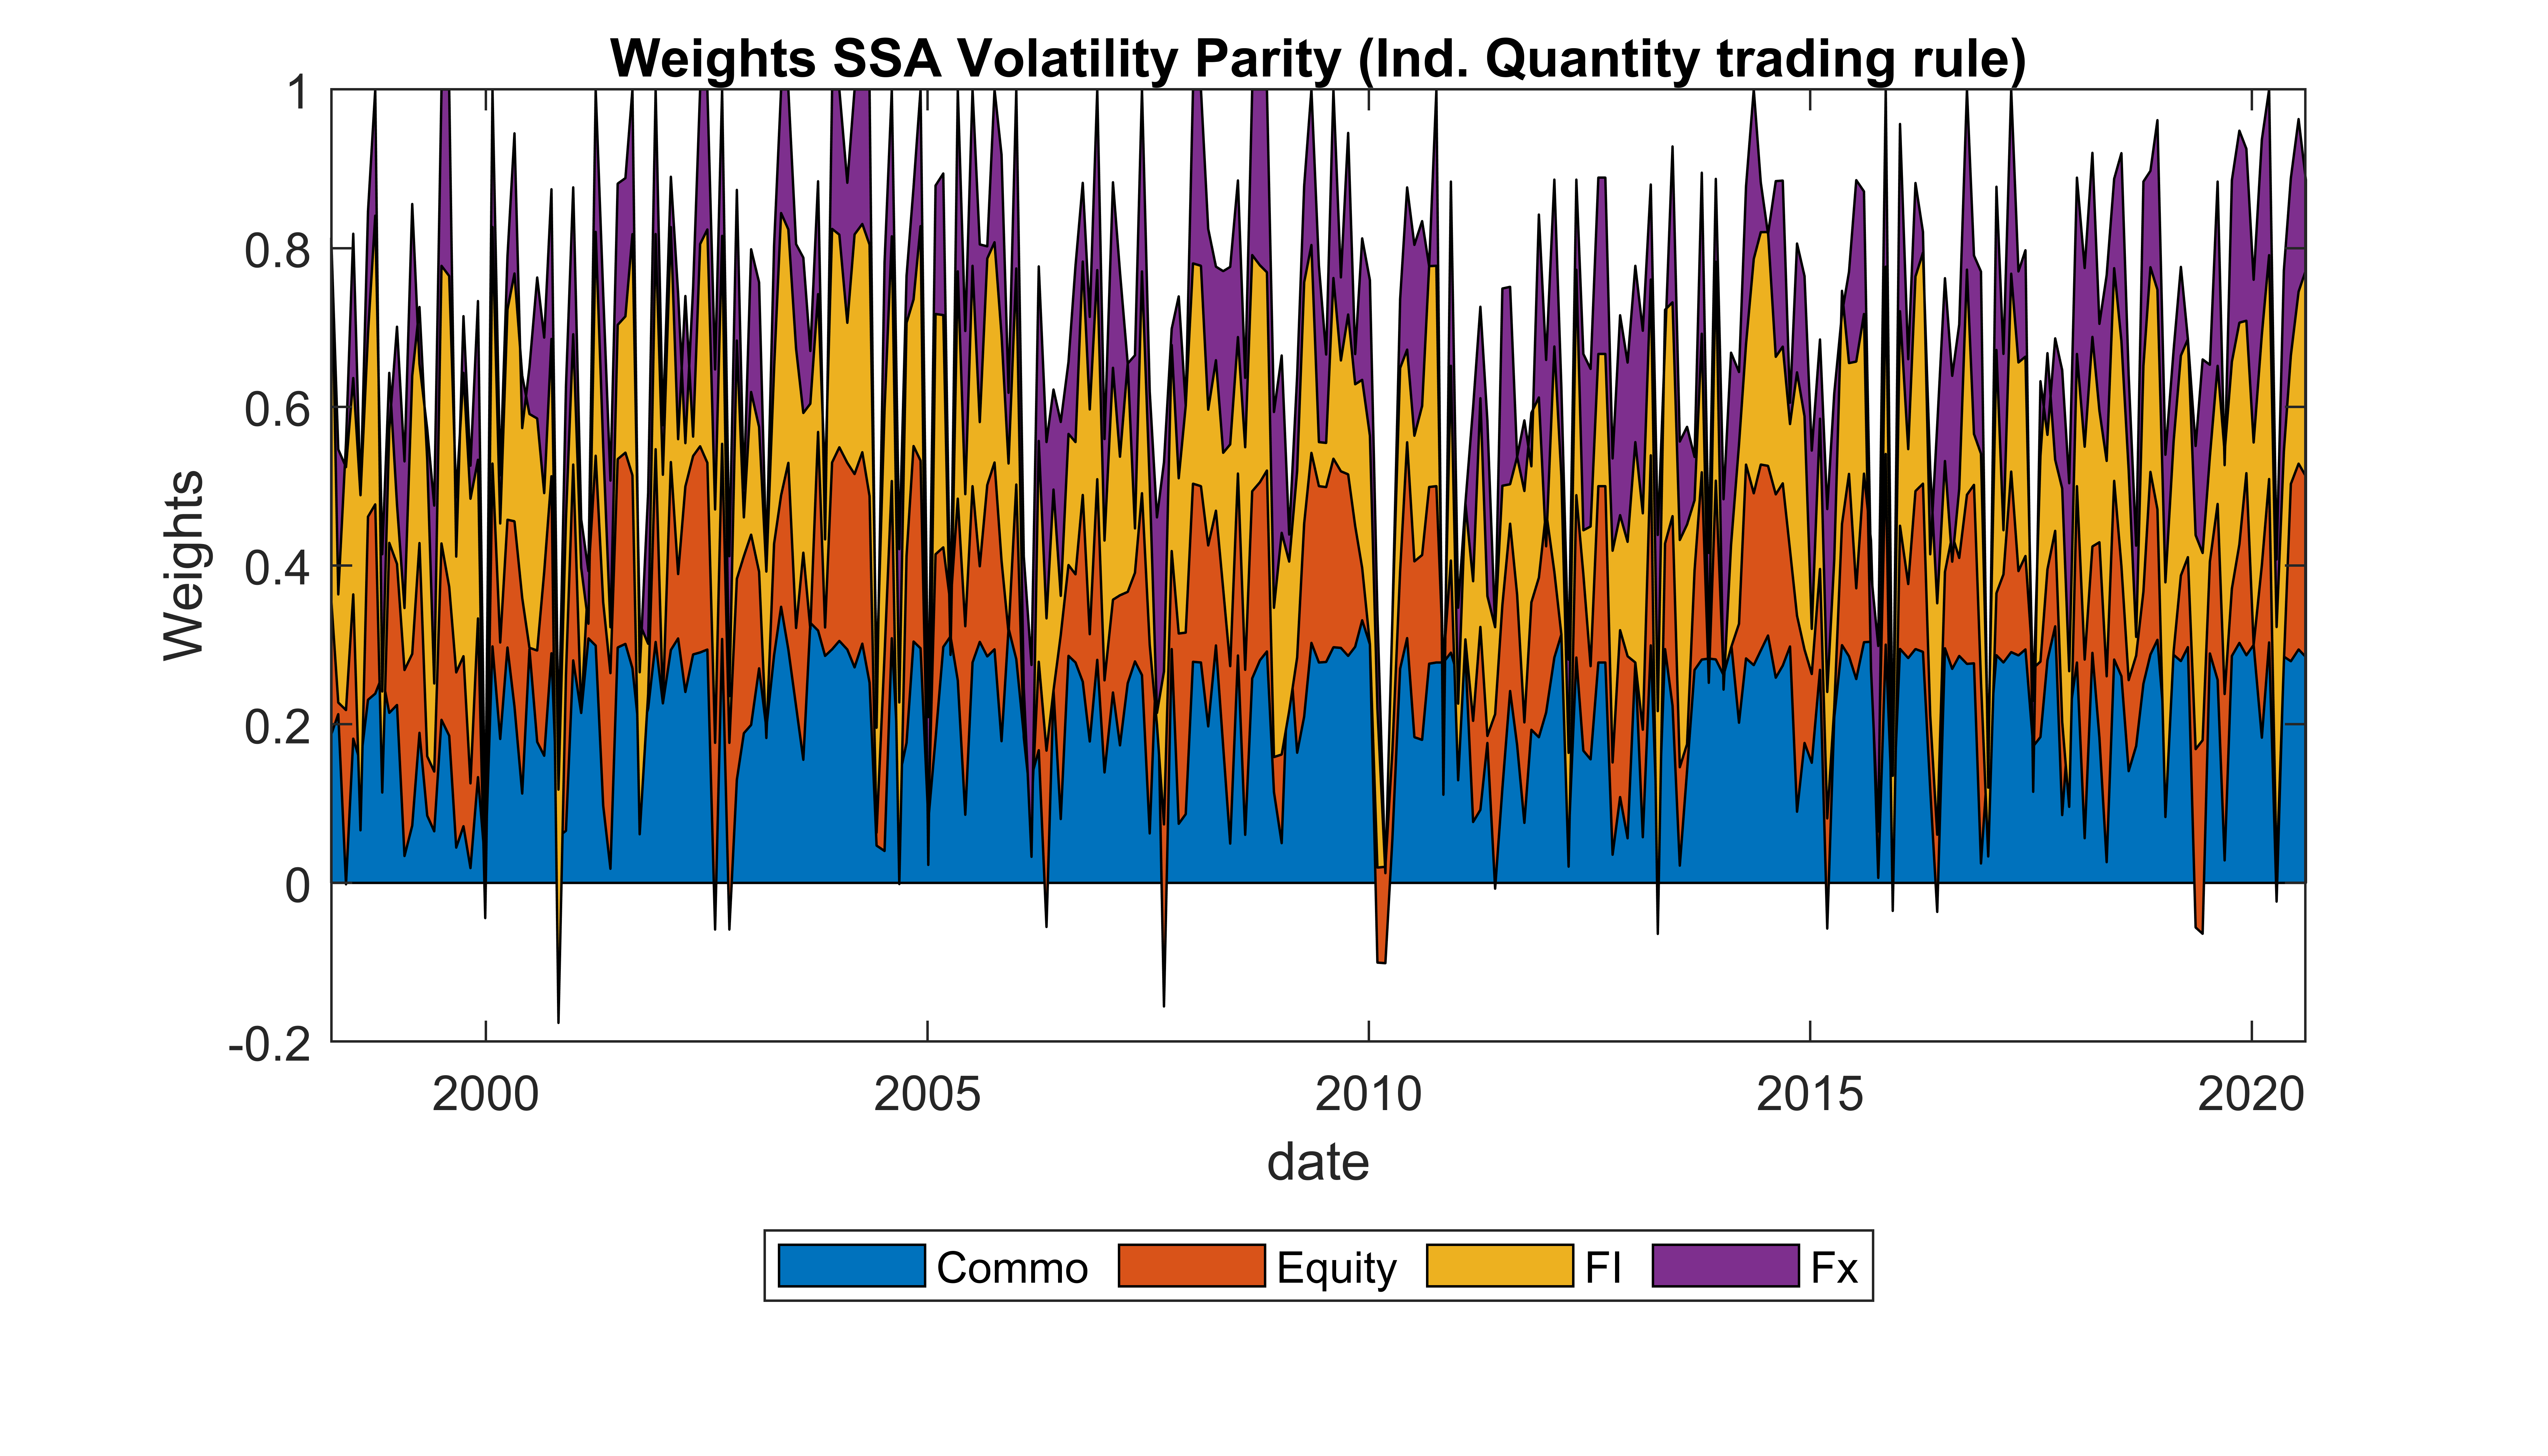 Weights SSA Volatility Parity (Ind. Quantity trading rule)
1
0.8
0.6
0.4
0.2
0
-0.2
Weights
2000 2005 2010 2015 2020
date
Commo Equity FI Fx